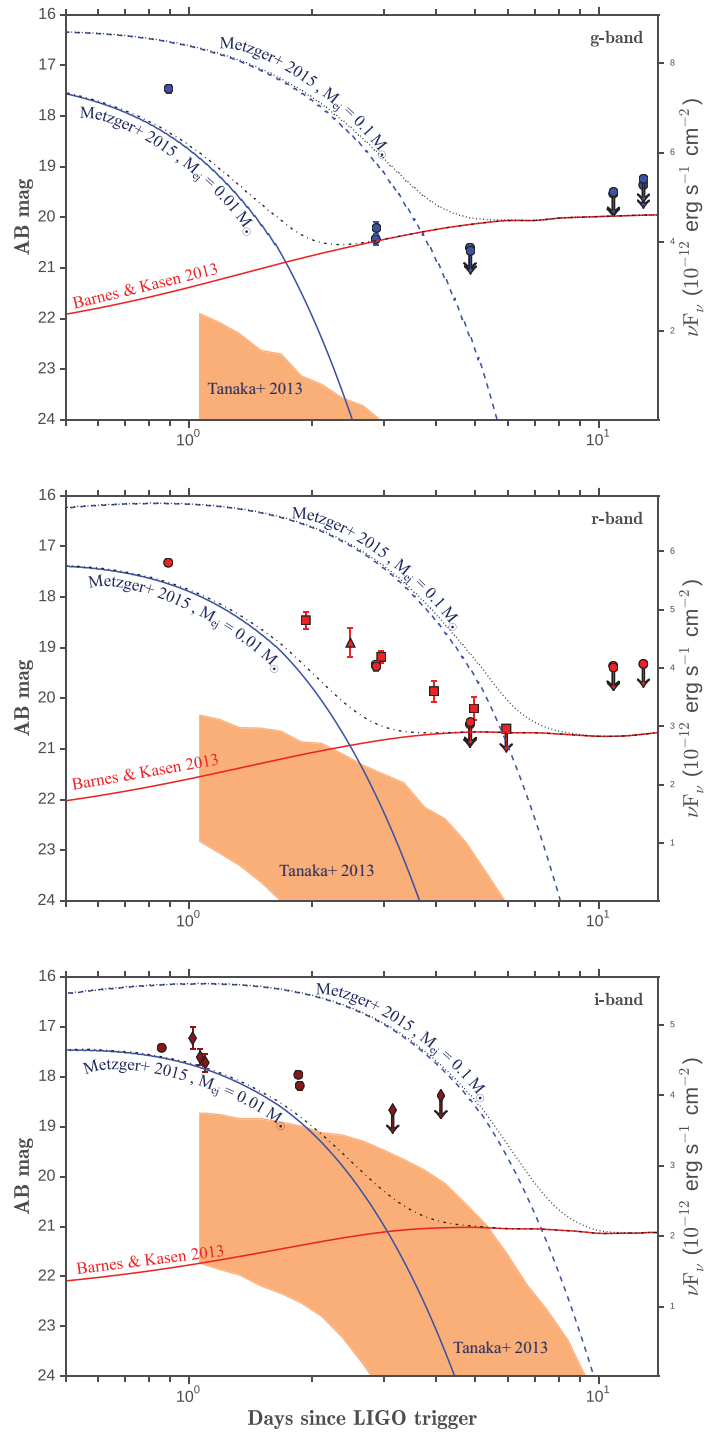 g-band
Metzger+ 2015 , M_ej = 0.1 M_⊙
Metzger+ 2015 , M_ej = 0.01 M_⊙
Barnes & Kasen 2013
Tanaka+ 2013
AB mag
16
17
18
19
20
21
22
23
24
8
6
4
2
νF_ν (10^−12 erg s^−1 cm^−2)
10^0
10^1
r-band
Metzger+ 2015 , M_ej = 0.1 M_⊙
Metzger+ 2015 , M_ej = 0.01 M_⊙
Barnes & Kasen 2013
Tanaka+ 2013
AB mag
16
17
18
19
20
21
22
23
24
6
5
4
3
2
1
νF_ν (10^−12 erg s^−1 cm^−2)
10^0
10^1
i-band
Metzger+ 2015 , M_ej = 0.1 M_⊙
Metzger+ 2015 , M_ej = 0.01 M_⊙
Barnes & Kasen 2013
Tanaka+ 2013
AB mag
16
17
18
19
20
21
22
23
24
5
4
3
2
1
νF_ν (10^−12 erg s^−1 cm^−2)
10^0
10^1
Days since LIGO trigger